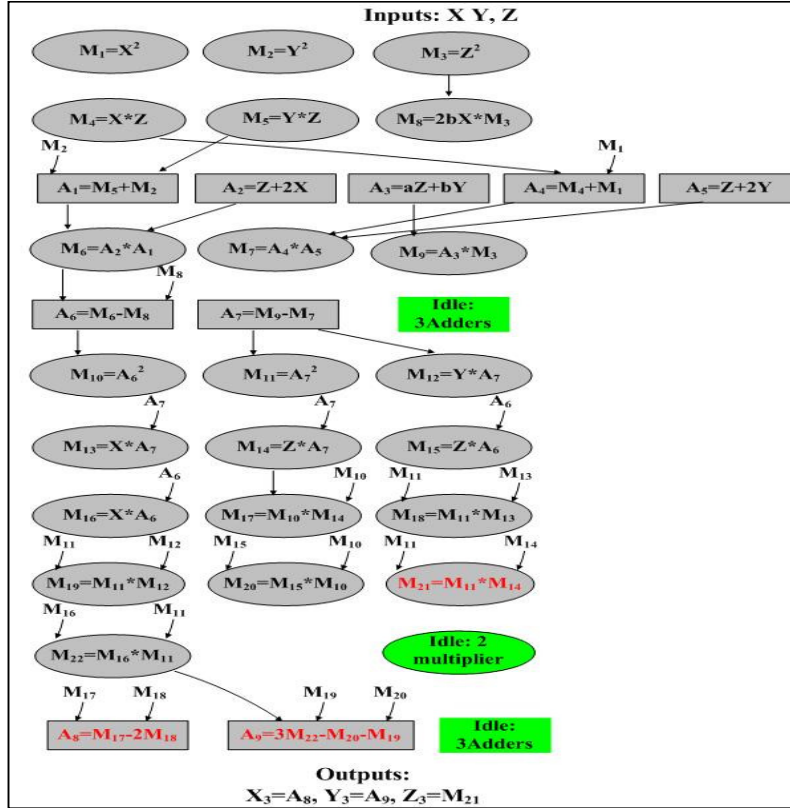 Inputs: X Y, Z
M₁=X² M₂=Y² M₃=Z²
M₄=X*Z M₅=Y*Z M₈=2bX*M₃
M₂ M₁
A₁=M₅+M₂ A₂=Z+2X A₃=aZ+bY A₄=M₄+M₁ A₅=Z+2Y
M₆=A₂*A₁ M₇=A₄*A₅ M₉=A₃*M₃
M₈
A₆=M₆-M₈ A₇=M₉-M₇ Idle:
3Adders
M₁₀=A₆² M₁₁=A₇² M₁₂=Y*A₇
A₇ A₇ A₆
M₁₃=X*A₇ M₁₄=Z*A₇ M₁₅=Z*A₆
A₆ M₁₀ M₁₁ M₁₃
M₁₆=X*A₆ M₁₇=M₁₀*M₁₄ M₁₈=M₁₁*M₁₃
M₁₁ M₁₂ M₁₅ M₁₀ M₁₁ M₁₄
M₁₉=M₁₁*M₁₂ M₂₀=M₁₅*M₁₀ M₂₁=M₁₁*M₁₄
M₁₆ M₁₁
M₂₂=M₁₆*M₁₁ Idle: 2
multiplier
M₁₇ M₁₈ M₁₉ M₂₀
A₈=M₁₇-2M₁₈ A₉=3M₂₂-M₂₀-M₁₉ Idle:
3Adders
Outputs:
X₃=A₈, Y₃=A₉, Z₃=M₂₁